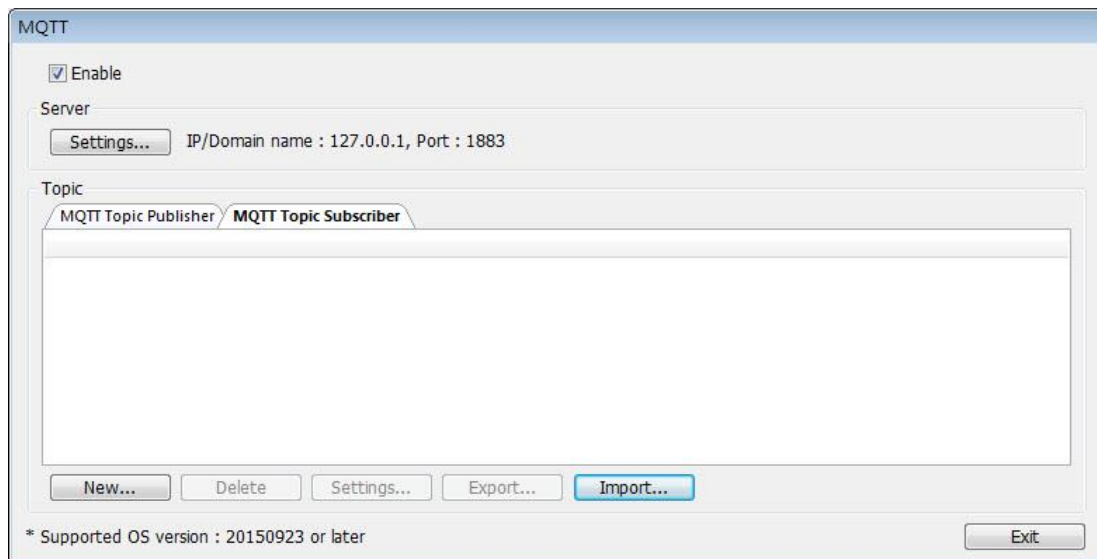 MQTT
Enable
Server
Settings... IP/Domain name : 127.0.0.1, Port : 1883
Topic
MQTT Topic Publisher MQTT Topic Subscriber
New... Delete Settings... Export... Import...
* Supported OS version : 20150923 or later Exit